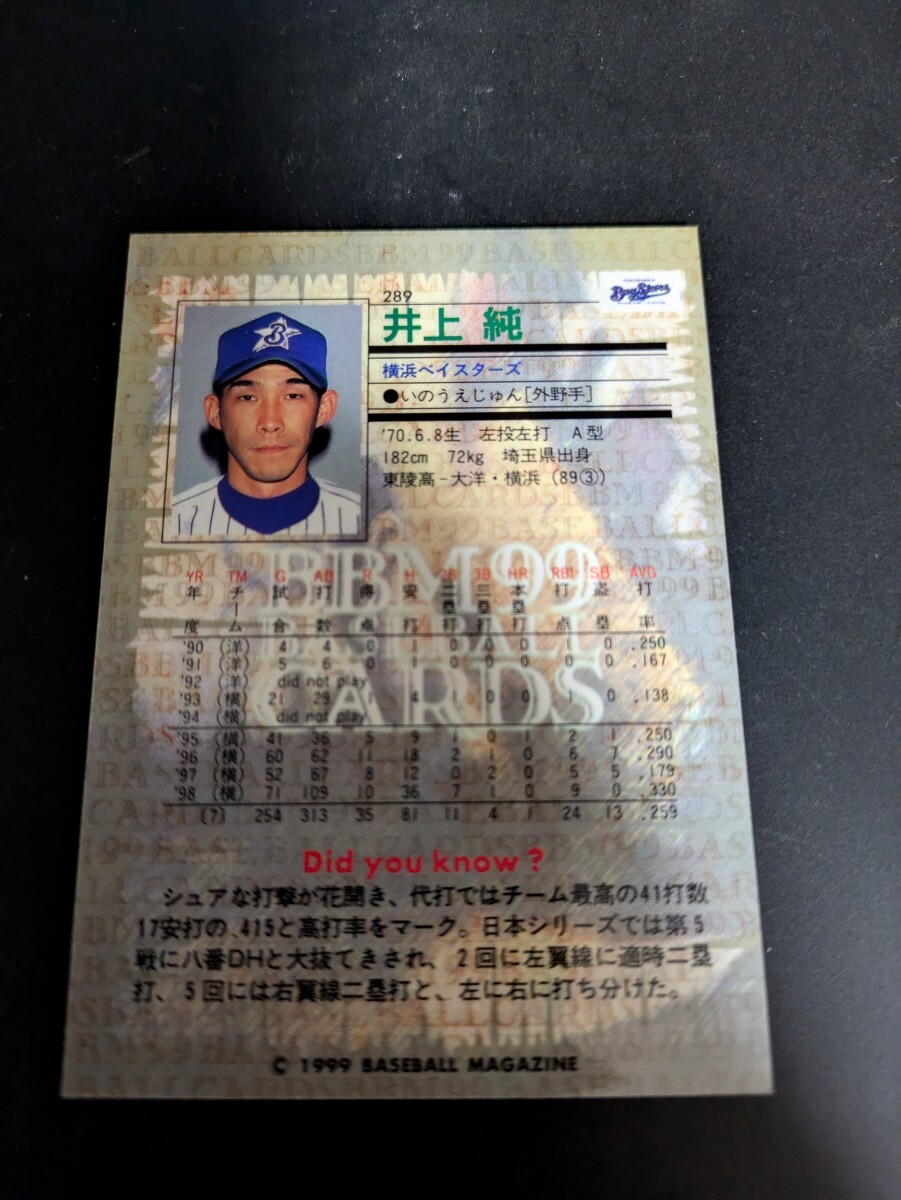 BALLCARDSBBM99BASEBALLC
289
BayStars
井上 純
横浜ベイスターズ
●いのうえじゅん[外野手]
'70.6.8生 左投左打 A型
182cm 72kg 埼玉県出身
東陵高-大洋・横浜(89③)
BBM99
BASEBALL
CARDS
YR TM G AB R H 2B 3B HR RBI SB AVG
年度 チーム 試合 打数 得点 安打 二塁打 三塁打 本塁打 打点 盗塁 打率
'90 (洋) 4 4 0 1 0 0 0 1 0 .250
'91 (洋) 5 6 0 1 0 0 0 0 0 .167
'92 (洋) did not play
'93 (横) 21 29 1 4 1 0 0 1 0 .138
'94 (横) did not play
'95 (横) 41 36 5 9 1 0 1 2 1 .250
'96 (横) 60 62 11 18 2 1 0 6 7 .290
'97 (横) 52 67 8 12 0 2 0 5 5 .179
'98 (横) 71 109 10 36 7 1 0 9 0 .330
(7) 254 313 35 81 11 4 1 24 13 .259
Did you know?
シュアな打撃が花開き、代打ではチーム最高の41打数
17安打の.415と高打率をマーク。日本シリーズでは第5
戦に八番DHと大抜てきされ、2回に左翼線に適時二塁
打、5回には右翼線二塁打と、左に右に打ち分けた。
© 1999 BASEBALL MAGAZINE